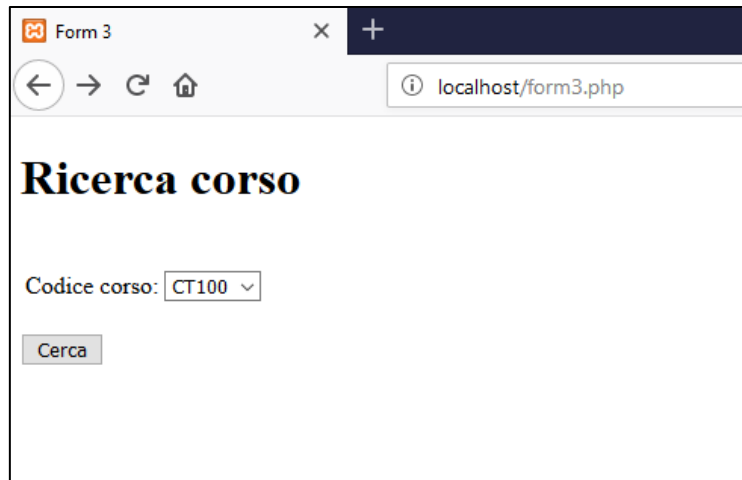 Form 3
localhost/form3.php
Ricerca corso
Codice corso: CT100
Cerca